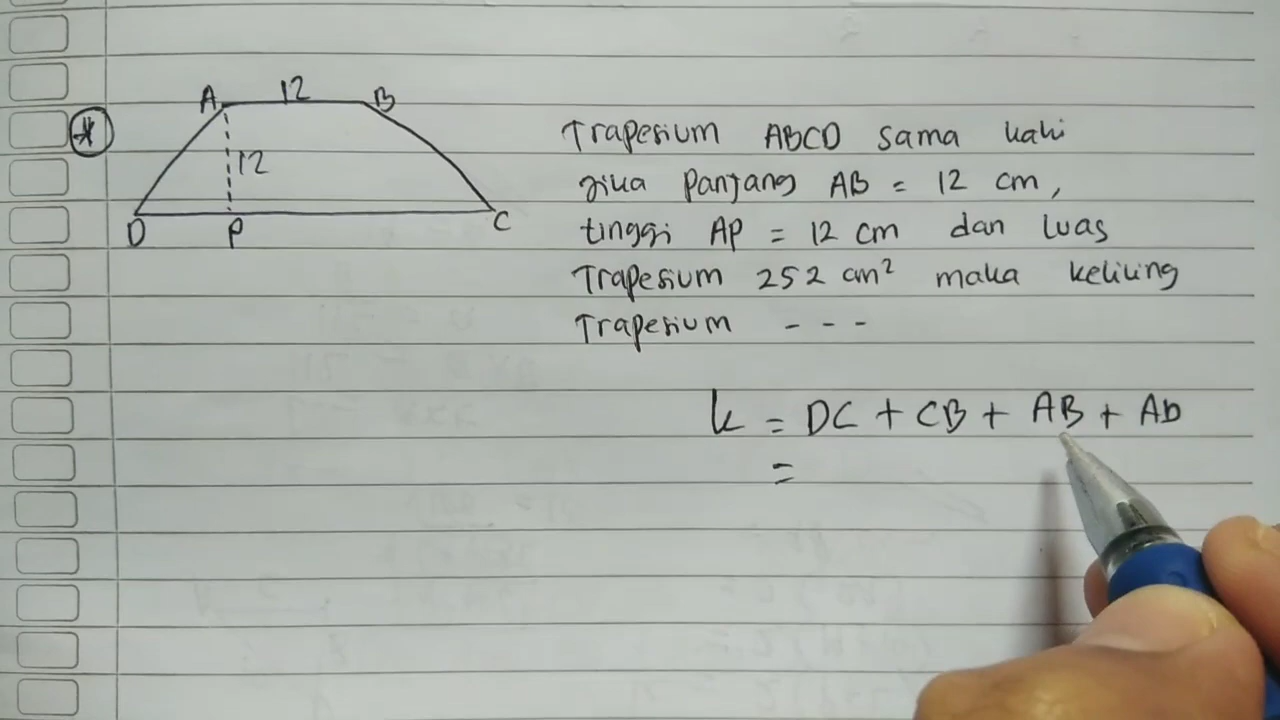 A 12 B
* 12
D P C
Trapesium ABCD sama kaki
jika Panjang AB = 12 cm,
tinggi AP = 12 cm dan luas
Trapesium 252 cm² maka keliling
Trapesium - - -
k = DC + CB + AB + AD
=